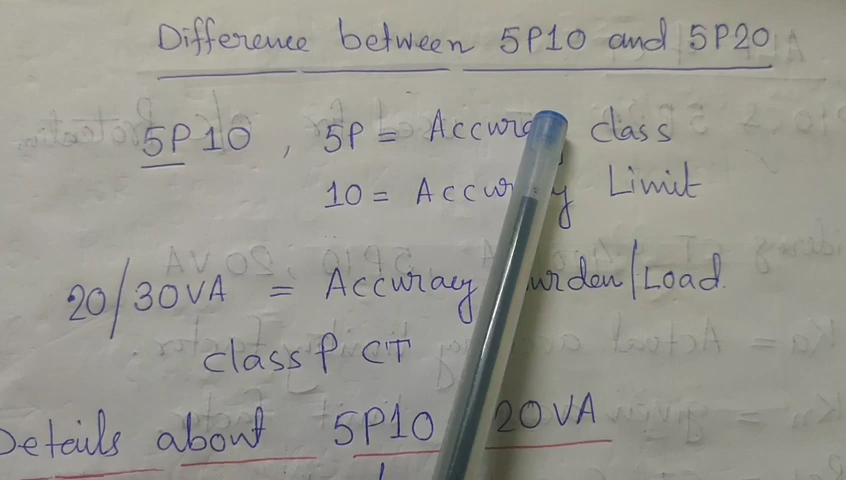 Difference between 5P10 and 5P20
5P10 , 5P = class
10 = Limit
20/30VA = Accuracy /Load
class P CT
Details about 5P10 20VA